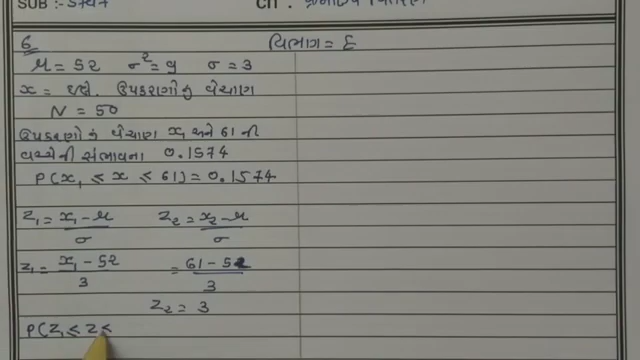 SUB :-
CH :
6 વિભાગ = E
μ = 52 σ² = 9 σ = 3
x = ઉપકરણોનું વેચાણ
N = 50
ઉપકરણોનું વેચાણ x₁ અને 61 ની
વચ્ચેની સંભાવના 0.1574
P(x₁ ≤ x ≤ 61) = 0.1574
Z₁ = x₁ - μ / σ Z₂ = x₂ - μ / σ
Z₁ = x₁ - 52 / 3 = 61 - 52 / 3
Z₂ = 3
P(Z₁ ≤ Z ≤